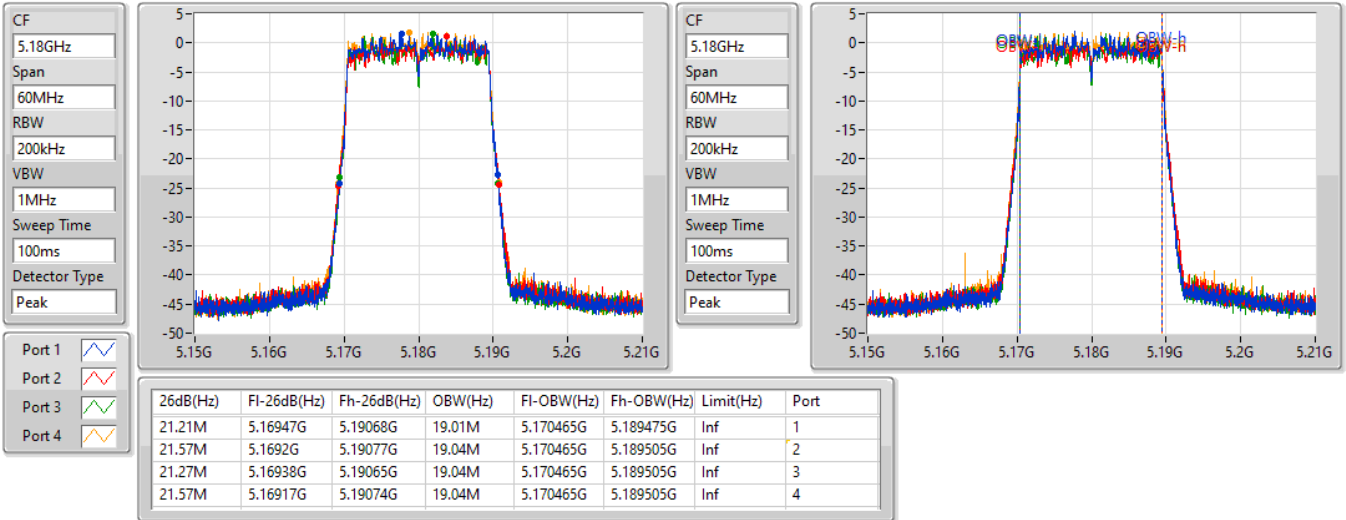 CF
5.18GHz
Span
60MHz
RBW
200kHz
VBW
1MHz
Sweep Time
100ms
Detector Type
Peak
5
0
-5
-10
-15
-20
-25
-30
-35
-40
-45
-50
5.15G 5.16G 5.17G 5.18G 5.19G 5.2G 5.21G
CF
5.18GHz
Span
60MHz
RBW
200kHz
VBW
1MHz
Sweep Time
100ms
Detector Type
Peak
5
0
-5
-10
-15
-20
-25
-30
-35
-40
-45
-50
OBW-h
OBW-h
5.15G 5.16G 5.17G 5.18G 5.19G 5.2G 5.21G
Port 1
Port 2
Port 3
Port 4
26dB(Hz) Fl-26dB(Hz) Fh-26dB(Hz) OBW(Hz) Fl-OBW(Hz) Fh-OBW(Hz) Limit(Hz) Port
21.21M 5.16947G 5.19068G 19.01M 5.170465G 5.189475G Inf 1
21.57M 5.1692G 5.19077G 19.04M 5.170465G 5.189505G Inf 2
21.27M 5.16938G 5.19065G 19.04M 5.170465G 5.189505G Inf 3
21.57M 5.16917G 5.19074G 19.04M 5.170465G 5.189505G Inf 4